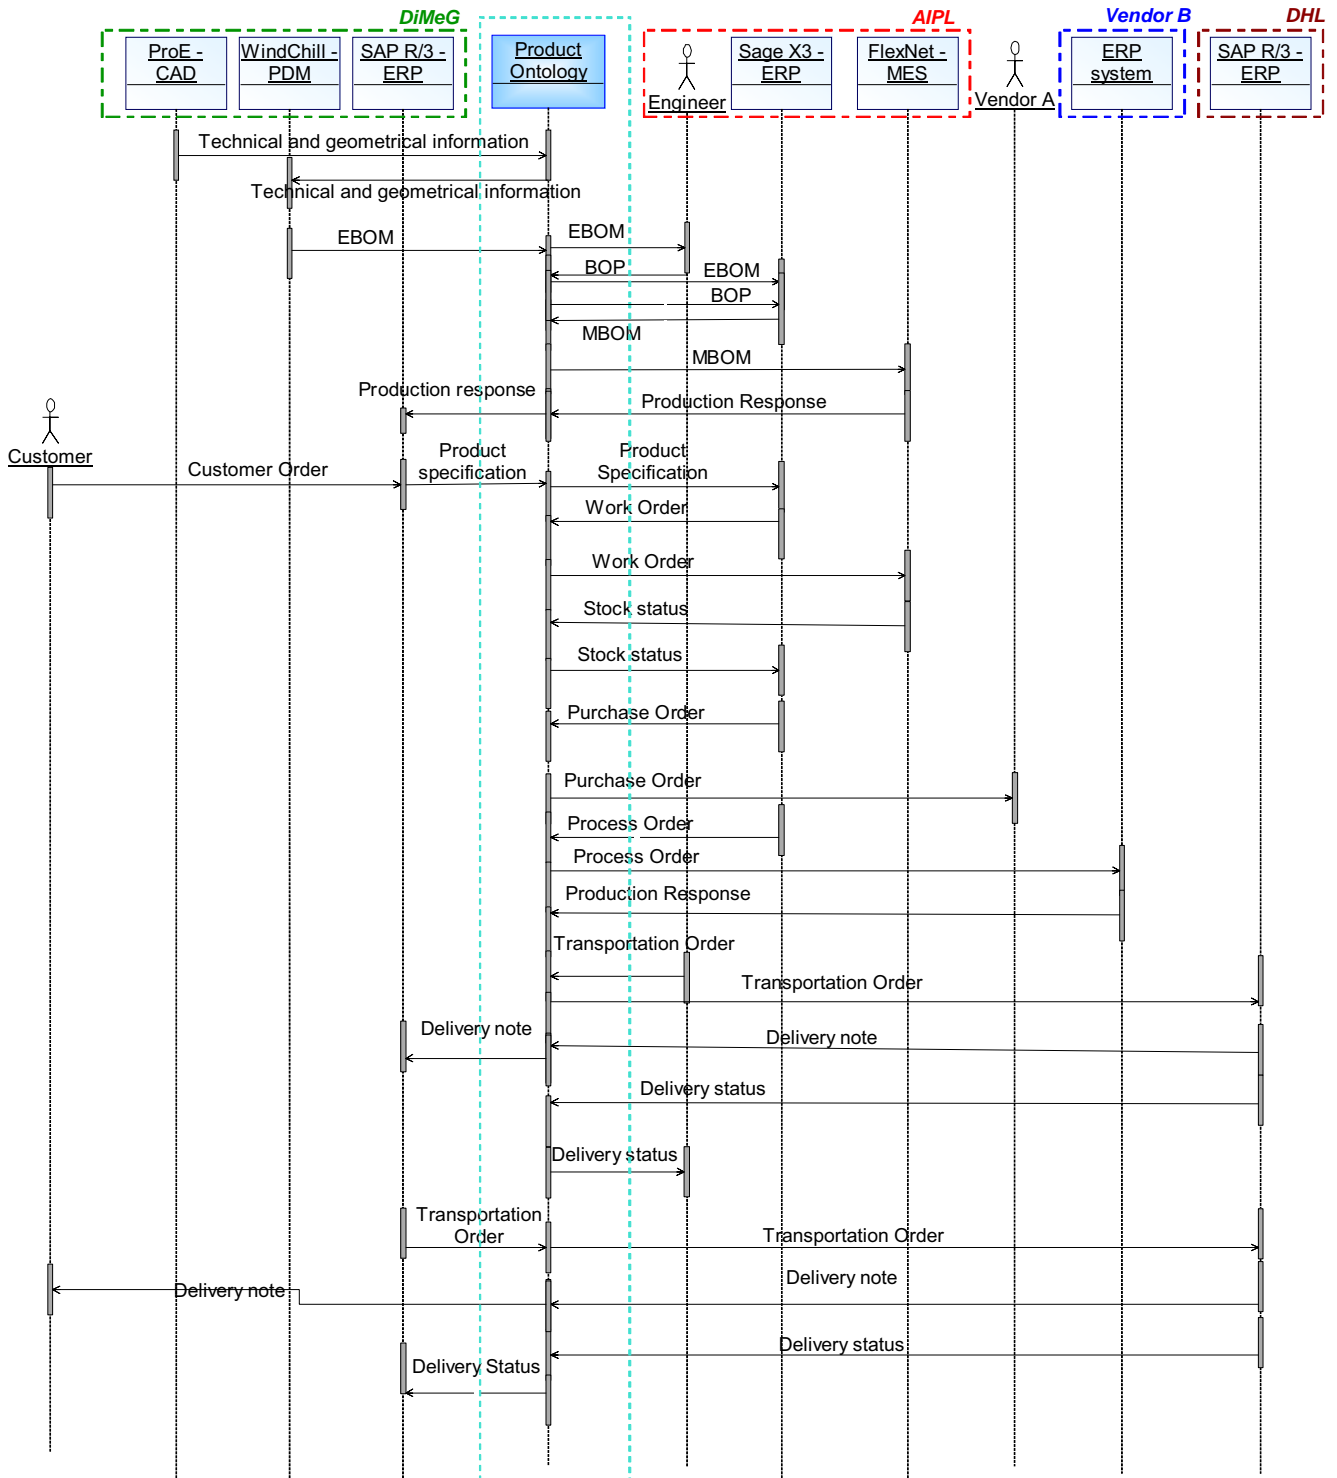 DiMeG
AIPL
Vendor B
DHL
ProE -
CAD
WindChill -
PDM
SAP R/3 -
ERP
Product
Ontology
Engineer
Sage X3 -
ERP
FlexNet -
MES
Vendor A
ERP
system
SAP R/3 -
ERP
Technical and geometrical information
Technical and geometrical information
EBOM
EBOM
BOP
EBOM
BOP
MBOM
MBOM
Production response
Production Response
Customer
Customer Order
Product
specification
Product
Specification
Work Order
Work Order
Stock status
Stock status
Purchase Order
Purchase Order
Process Order
Process Order
Production Response
Transportation Order
Transportation Order
Delivery note
Delivery note
Delivery status
Delivery status
Transportation
Order
Transportation Order
Delivery note
Delivery note
Delivery status
Delivery Status